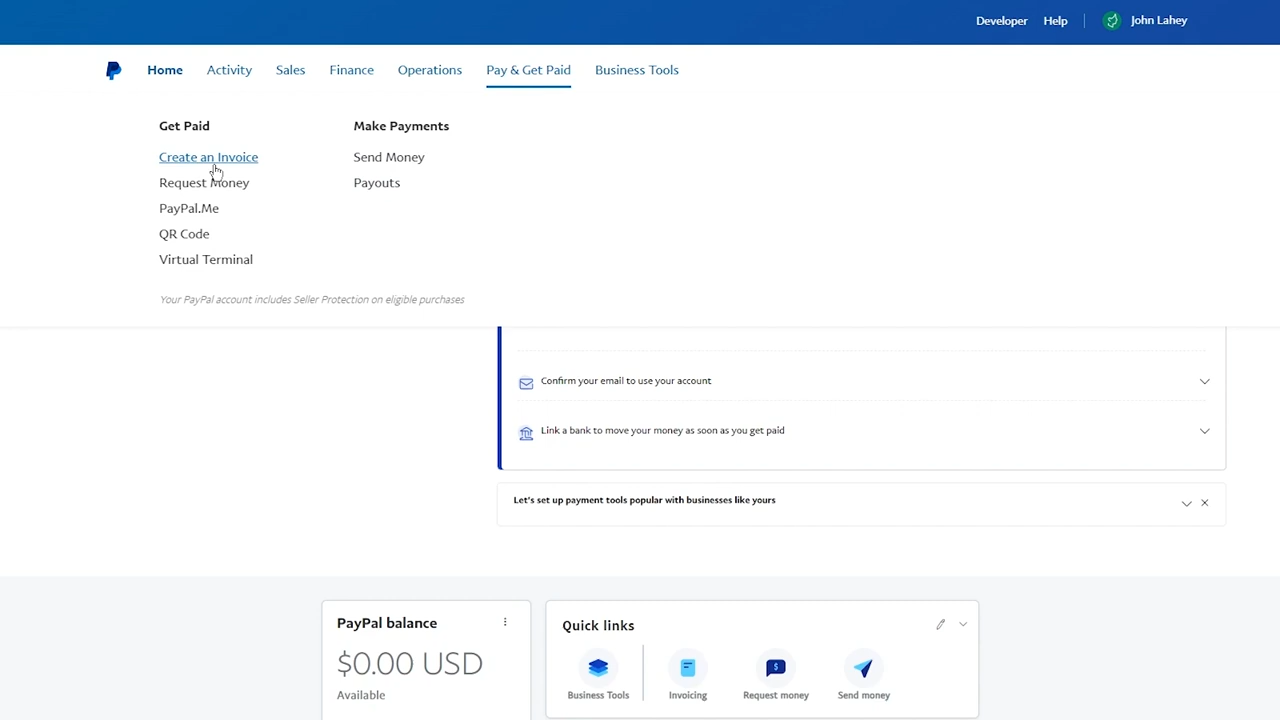 Developer Help John Lahey
Home Activity Sales Finance Operations Pay & Get Paid Business Tools
Get Paid
Create an Invoice
Request Money
PayPal.Me
QR Code
Virtual Terminal
Make Payments
Send Money
Payouts
Your PayPal account includes Seller Protection on eligible purchases
Confirm your email to use your account
Link a bank to move your money as soon as you get paid
Let's set up payment tools popular with businesses like yours
PayPal balance
$0.00 USD
Available
Quick links
Business Tools Invoicing Request money Send money